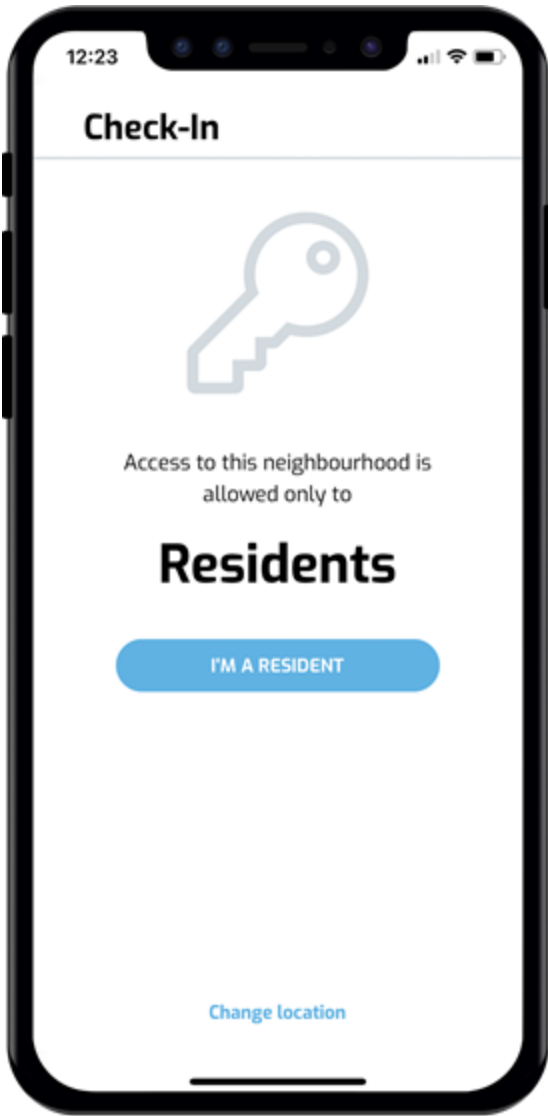 12:23
Check-In
Access to this neighbourhood is
allowed only to
Residents
I'M A RESIDENT
Change location